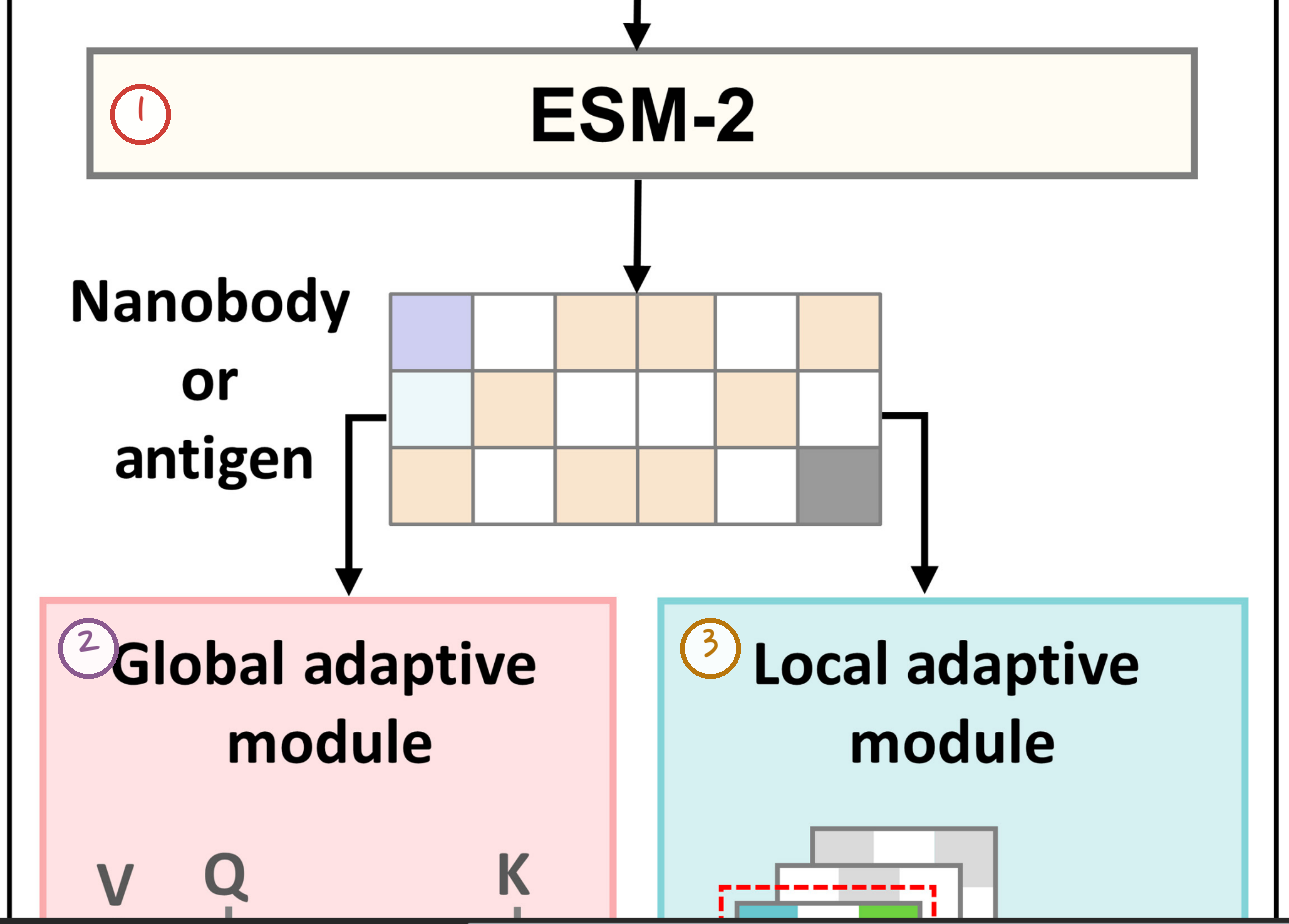 1
ESM-2
Nanobody
or
antigen
2
Global adaptive
module
3
Local adaptive
module
V Q K